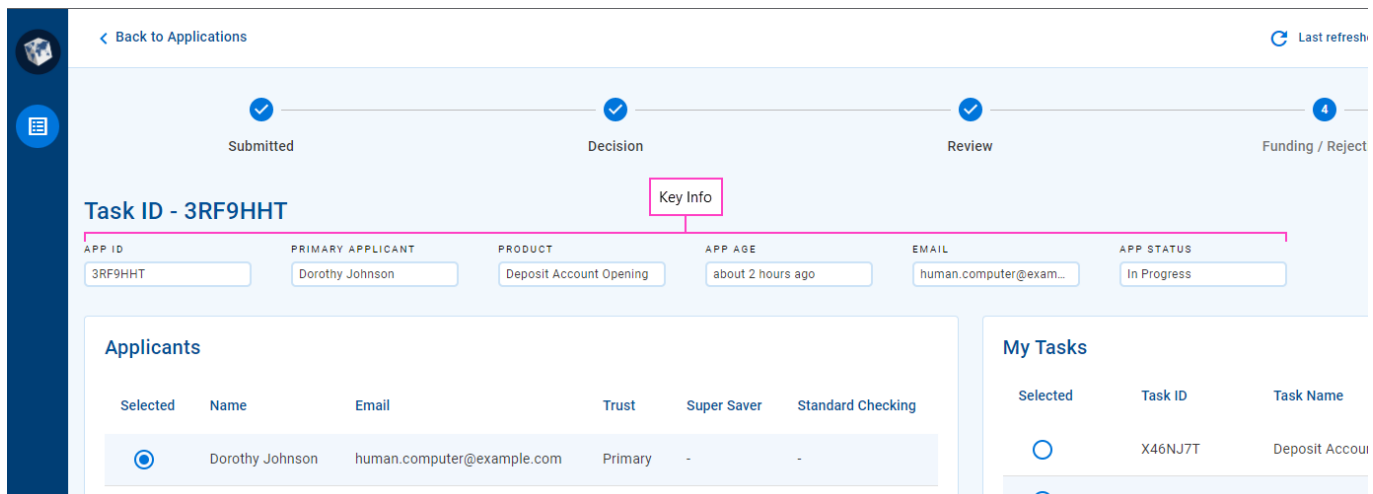 Back to Applications
Last refreshe
Submitted
Decision
Review
4
Funding / Reject
Key Info
Task ID - 3RF9HHT
APP ID PRIMARY APPLICANT PRODUCT APP AGE EMAIL APP STATUS
3RF9HHT Dorothy Johnson Deposit Account Opening about 2 hours ago human.computer@exam... In Progress
Applicants
Selected Name Email Trust Super Saver Standard Checking
Dorothy Johnson human.computer@example.com Primary - -
My Tasks
Selected Task ID Task Name
X46NJ7T Deposit Accou